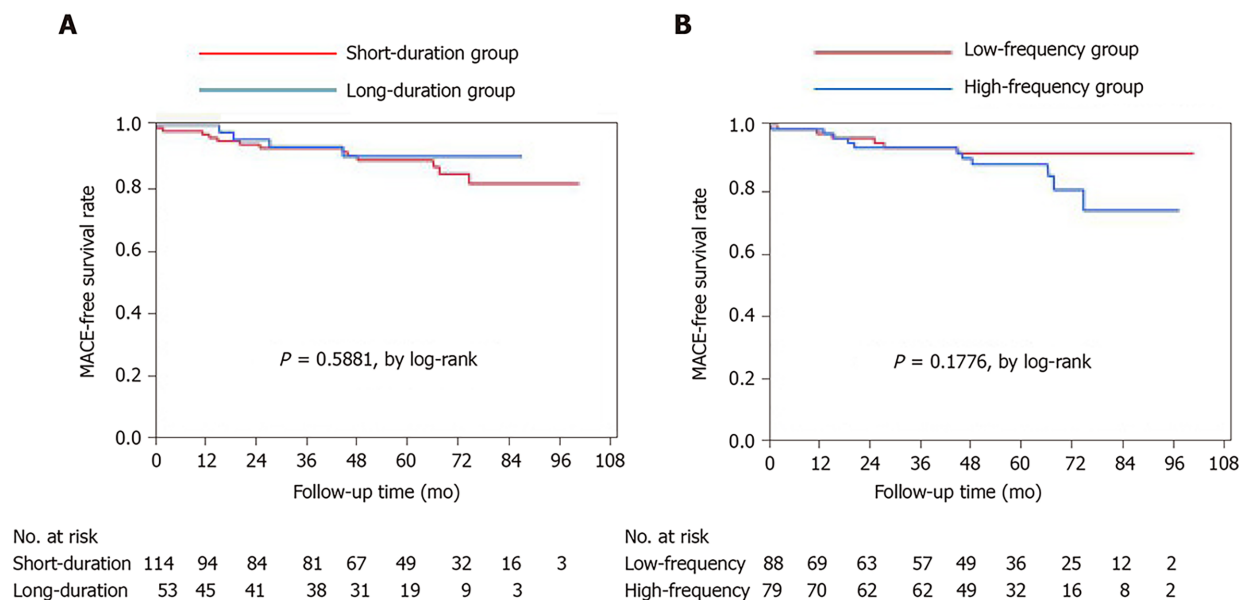 A
Short-duration group
Long-duration group
1.0
0.8
0.6
0.4
0.2
0.0
MACE-free survival rate
P = 0.5881, by log-rank
0 12 24 36 48 60 72 84 96 108
Follow-up time (mo)
No. at risk
Short-duration 114 94 84 81 67 49 32 16 3
Long-duration 53 45 41 38 31 19 9 3
B
Low-frequency group
High-frequency group
1.0
0.8
0.6
0.4
0.2
0.0
MACE-free survival rate
P = 0.1776, by log-rank
0 12 24 36 48 60 72 84 96 108
Follow-up time (mo)
No. at risk
Low-frequency 88 69 63 57 49 36 25 12 2
High-frequency 79 70 62 62 49 32 16 8 2